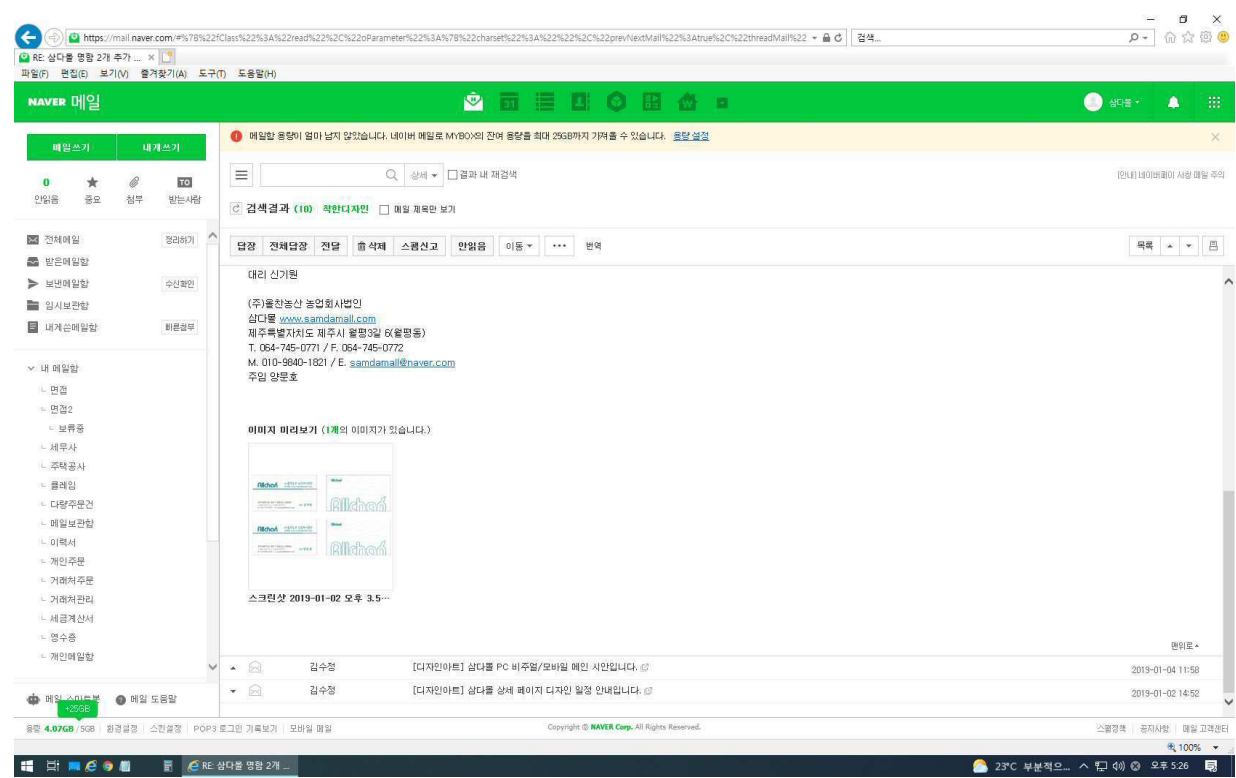 https://mail.naver.com/#%7B%22fClass%22%3A%22read%22%2C%22oParameter%22%3A%7B%22charset%22%3A%22%22%2C%22prevNextMail%22%3Atrue%2C%22threadMail%22
검색...
RE: 삼다몰 명함 2개 추가 ...
파일(F) 편집(E) 보기(V) 즐겨찾기(A) 도구(T) 도움말(H)
NAVER 메일
31
W
삼다몰
메일쓰기 내게쓰기
메일함 용량이 얼마 남지 않았습니다. 네이버 메일로 MYBOX의 잔여 용량을 최대 25GB까지 가져올 수 있습니다. 용량 설정
상세 결과 내 재검색
[안내] 네이버페이 사칭 메일 주의
0 TO
안읽음 중요 첨부 받는사람
검색결과 (10) 착한디자인 메일 제목만 보기
답장 전체답장 전달 삭제 스팸신고 안읽음 이동 ••• 번역
목록
전체메일 정리하기
받은메일함
보낸메일함 수신확인
임시보관함
내게쓴메일함 빠른첨부
내 메일함
면접
면접2
보류중
세무사
주택공사
클레임
다량주문건
메일보관함
이력서
개인주문
거래처주문
거래처관리
세금계산서
영수증
개인메일함
대리 신기원
(주)올찬농산 농업회사법인
삼다몰 www.samdamall.com
제주특별자치도 제주시 월평3길 6(월평동)
T. 064-745-0771 / F. 064-745-0772
M. 010-9840-1821 / E. samdamall@naver.com
주임 양문호
이미지 미리보기 (1개의 이미지가 있습니다.)
Allchan
Allchan
Allchan
Allchan
스크린샷 2019-01-02 오후 3.5…
맨위로
김수정 [디자인아트] 삼다몰 PC 비주얼/모바일 메인 시안입니다. 2019-01-04 11:58
김수정 [디자인아트] 삼다몰 상세 페이지 디자인 일정 안내입니다. 2019-01-02 14:52
메일 스마트봇 메일 도움말
+25GB
용량 4.07GB / 5GB 환경설정 스킨설정 POP3 로그인 기록보기 모바일 메일
Copyright © NAVER Corp. All Rights Reserved.
스팸정책 공지사항 메일 고객센터
100%
RE: 삼다몰 명함 2개 ...
23°C 부분적으... 오후 5:26